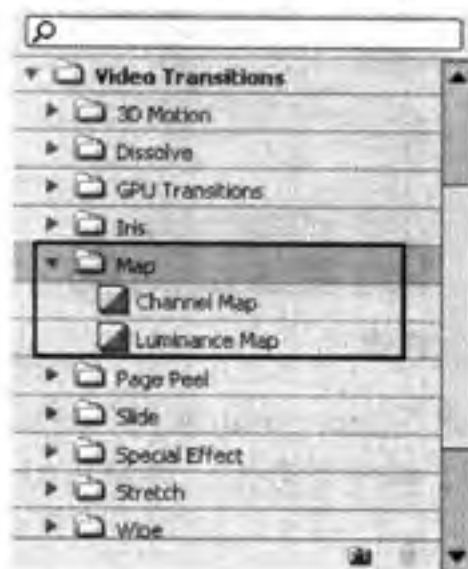 Video Transitions
3D Motion
Dissolve
GPU Transitions
Iris
Map
Channel Map
Luminance Map
Page Peel
Slide
Special Effect
Stretch
Wipe